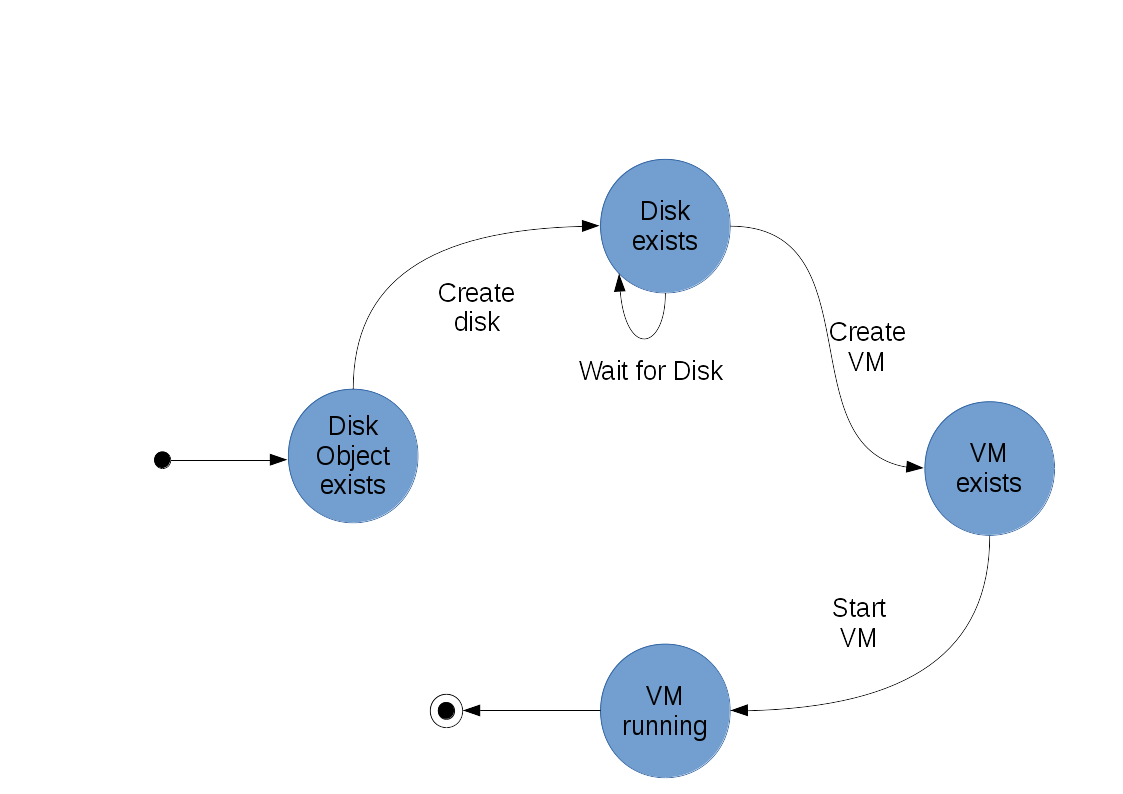 Disk
exists
Create
disk
Wait for Disk
Create
VM
Disk
Object
exists
VM
exists
Start
VM
VM
running